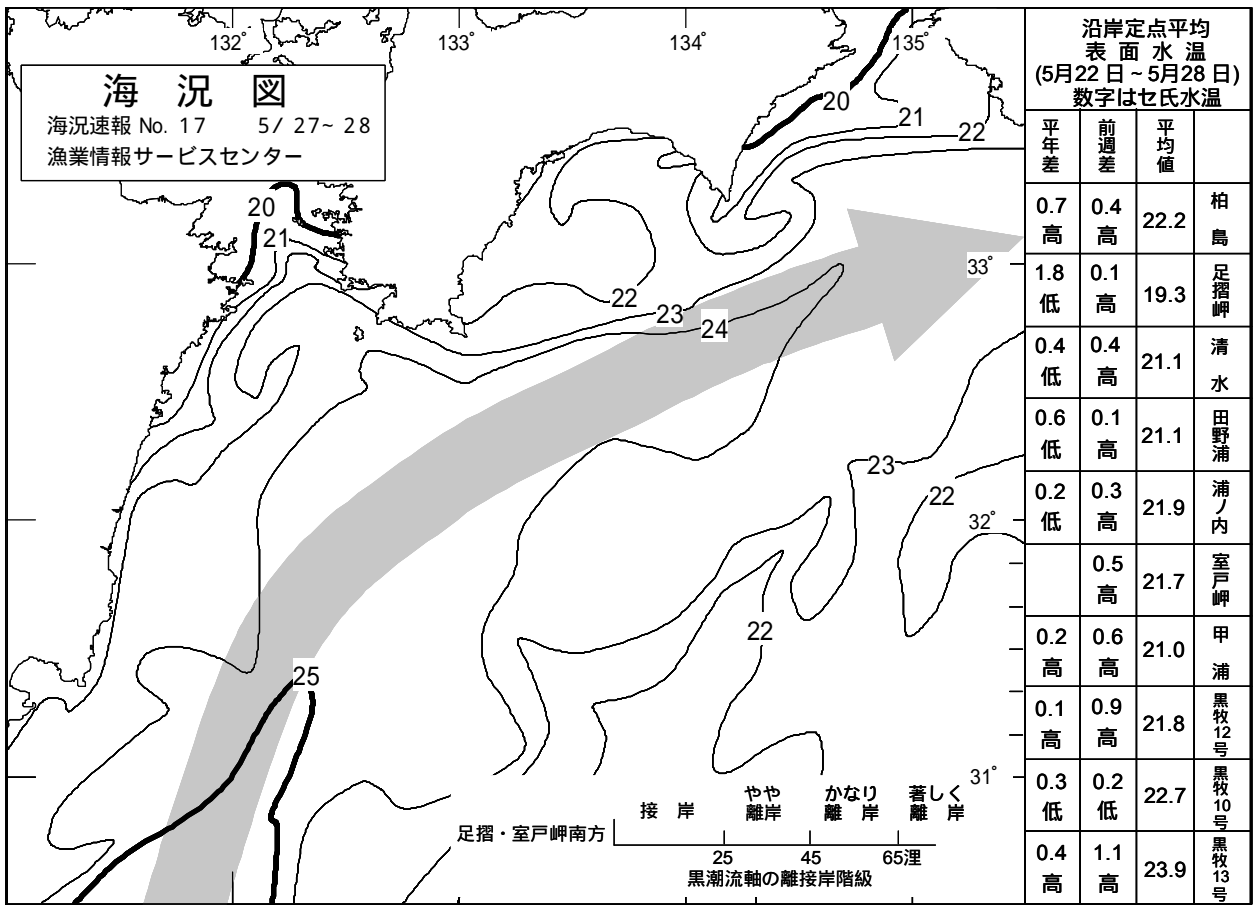 132°
133°
134°
135°
海 況 図
海況速報 No. 17 5/ 27~ 28
漁業情報サービスセンター
20
21
22
20
21
22
23
24
33°
23
22
32°
22
25
31°
接 岸
やや
離岸
かなり
離 岸
著しく
離 岸
足摺・室戸岬南方
25
45
65浬
黒潮流軸の離接岸階級
沿岸定点平均
表 面 水 温
(5月22 日 ~ 5月28 日)
数字はセ氏水温
平年差 前週差 平均値
0.7高 0.4高 22.2 柏島
1.8低 0.1高 19.3 足摺岬
0.4低 0.4高 21.1 清水
0.6低 0.1高 21.1 田野浦
0.2低 0.3高 21.9 浦ノ内
0.5高 21.7 室戸岬
0.2高 0.6高 21.0 甲浦
0.1高 0.9高 21.8 黒牧12号
0.3低 0.2低 22.7 黒牧10号
0.4高 1.1高 23.9 黒牧13号